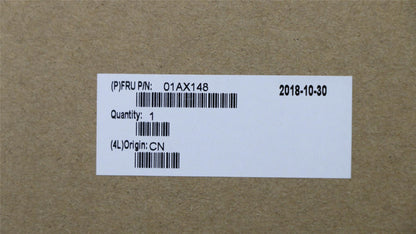 (P)FRU P/N: 01AX148 2018-10-30
Quantity: 1
(4L)Origin: CN